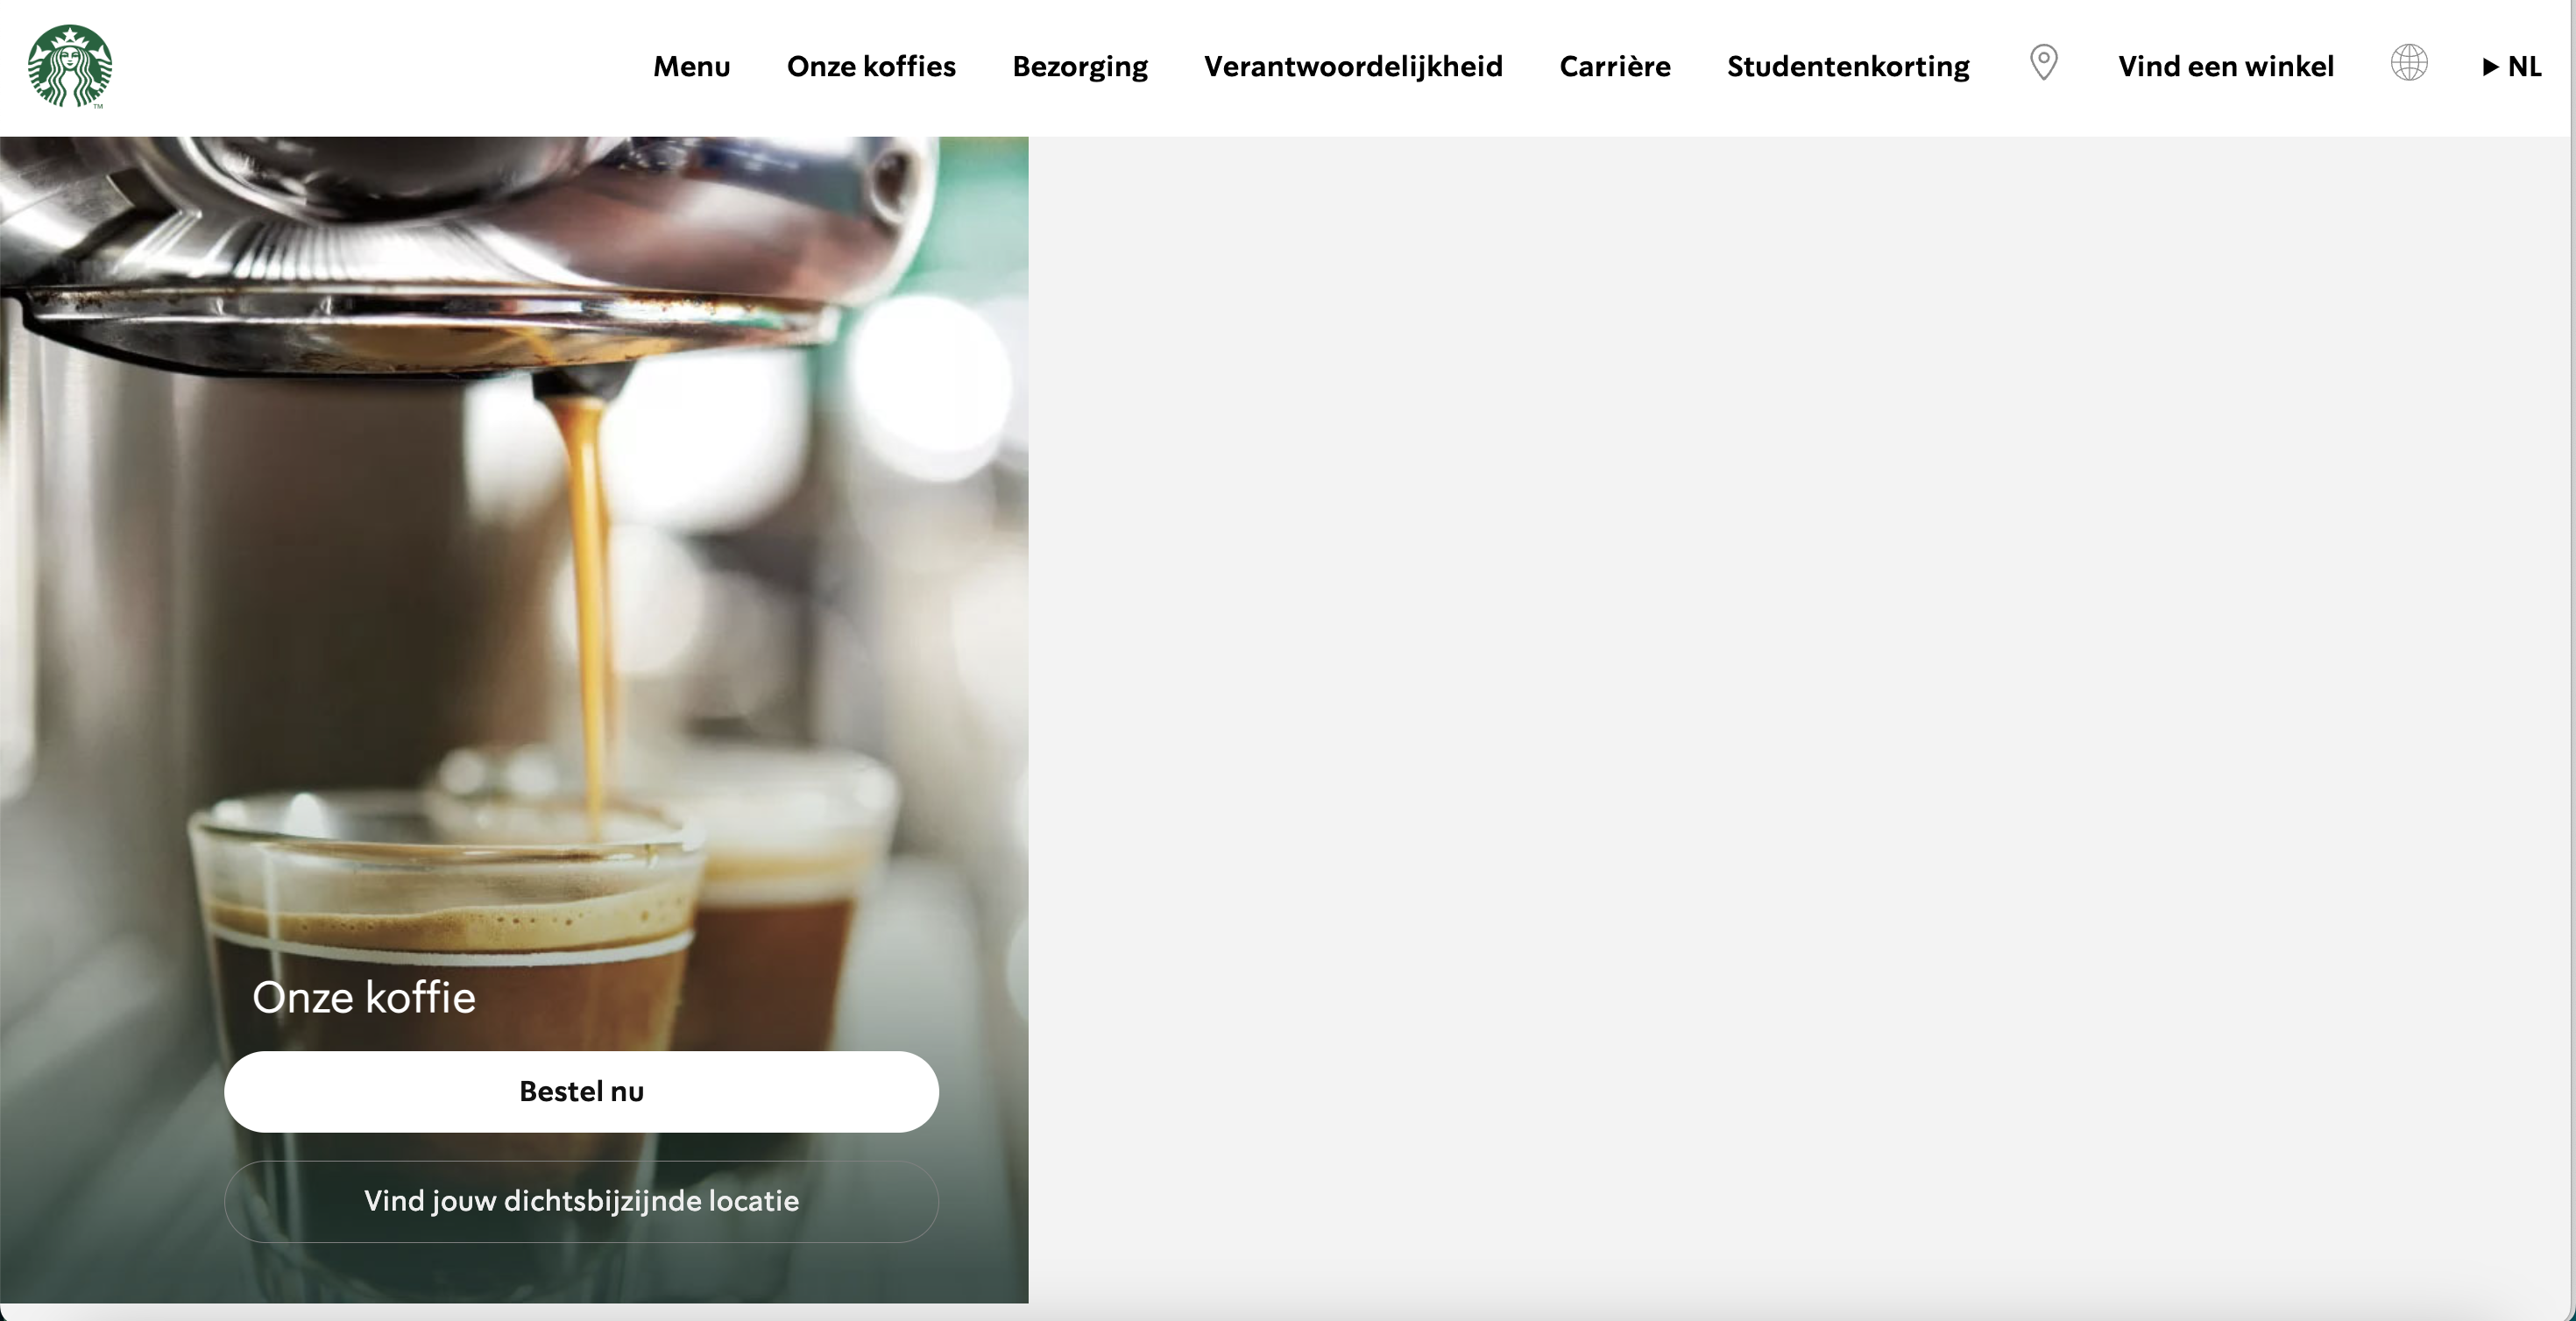 Menu
Onze koffies
Bezorging
Verantwoordelijkheid
Carrière
Studentenkorting
Vind een winkel
▶ NL
TM
Onze koffie
Bestel nu
Vind jouw dichtsbijzijnde locatie